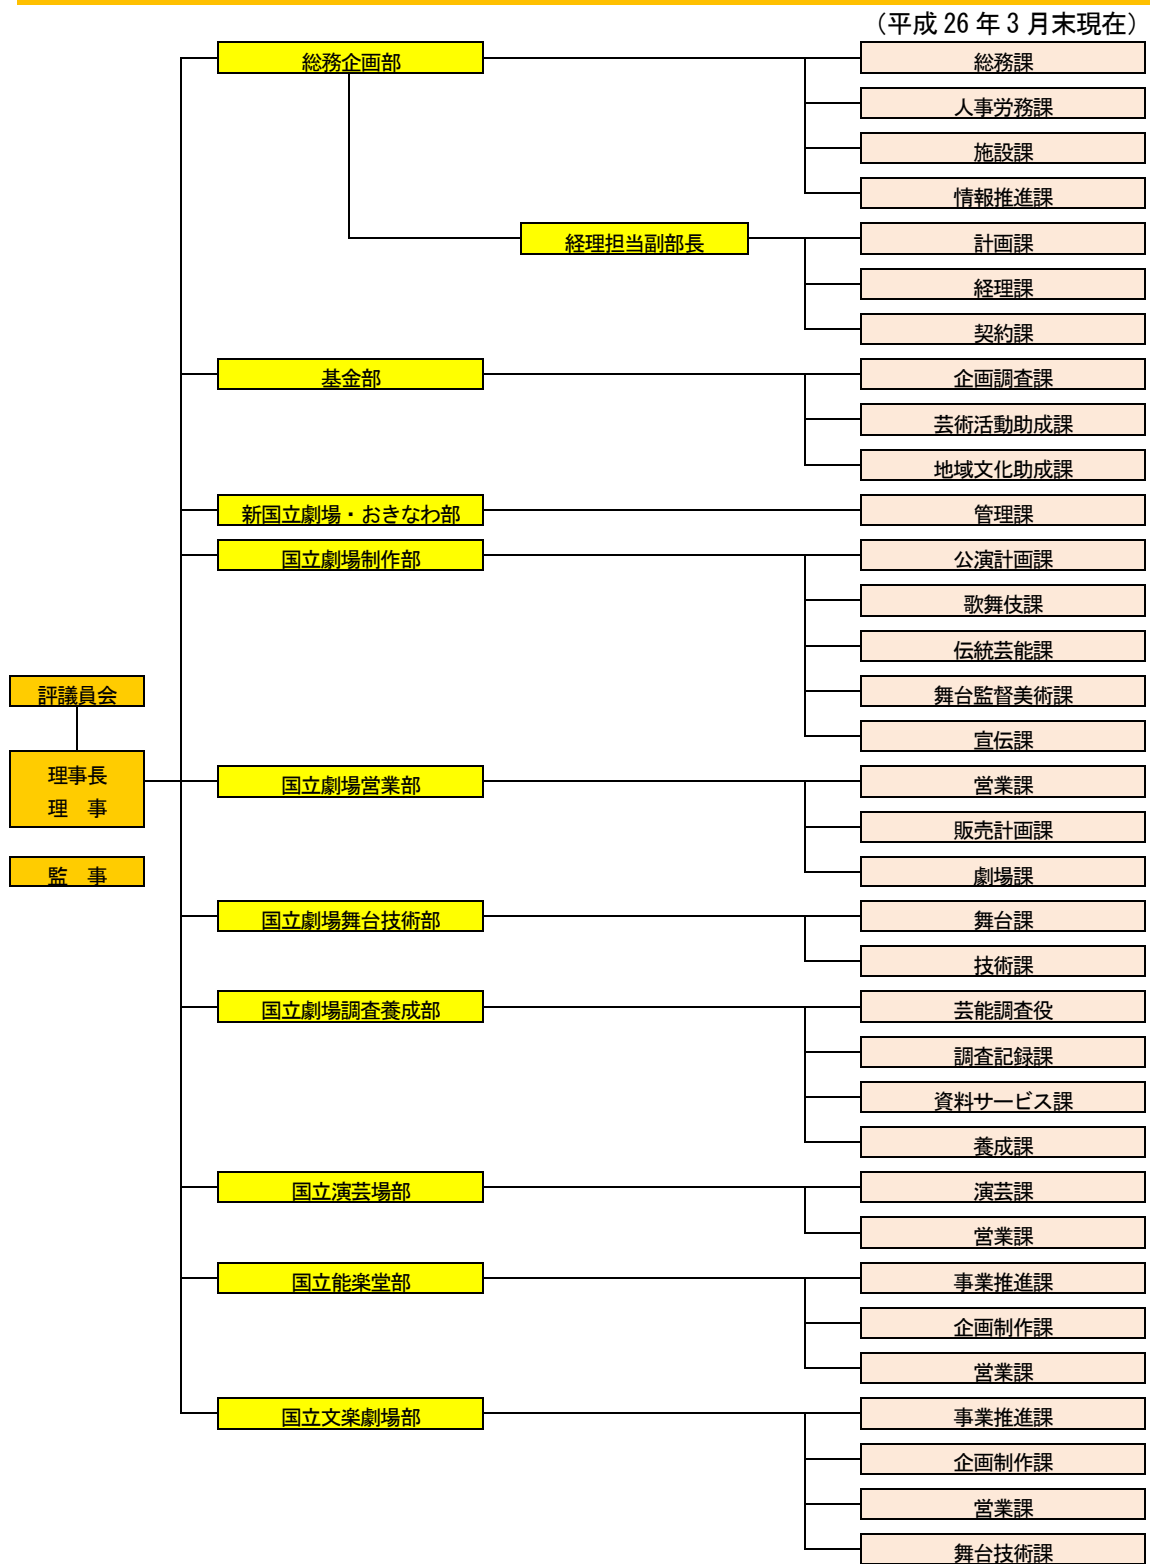 （平成 26 年 3 月末現在）
総務企画部
総務課
人事労務課
施設課
情報推進課
経理担当副部長
計画課
経理課
契約課
基金部
企画調査課
芸術活動助成課
地域文化助成課
新国立劇場・おきなわ部
管理課
国立劇場制作部
公演計画課
歌舞伎課
伝統芸能課
舞台監督美術課
宣伝課
評議員会
理事長
理　事
監　事
国立劇場営業部
営業課
販売計画課
劇場課
国立劇場舞台技術部
舞台課
技術課
国立劇場調査養成部
芸能調査役
調査記録課
資料サービス課
養成課
国立演芸場部
演芸課
営業課
国立能楽堂部
事業推進課
企画制作課
営業課
国立文楽劇場部
事業推進課
企画制作課
営業課
舞台技術課